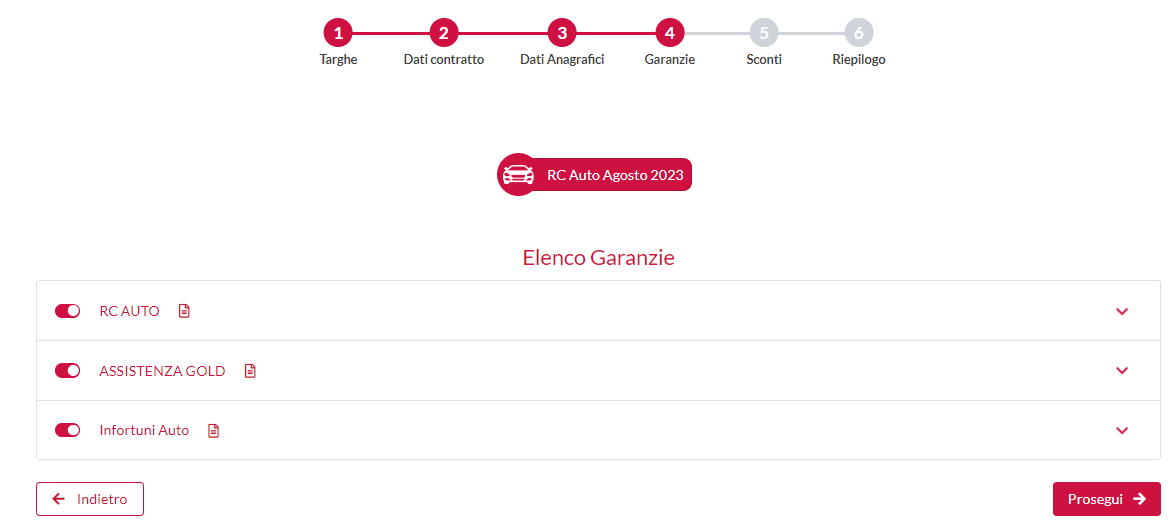 1 2 3 4 5 6
Targhe Dati contratto Dati Anagrafici Garanzie Sconti Riepilogo
RC Auto Agosto 2023
Elenco Garanzie
RC AUTO
ASSISTENZA GOLD
Infortuni Auto
Indietro Prosegui